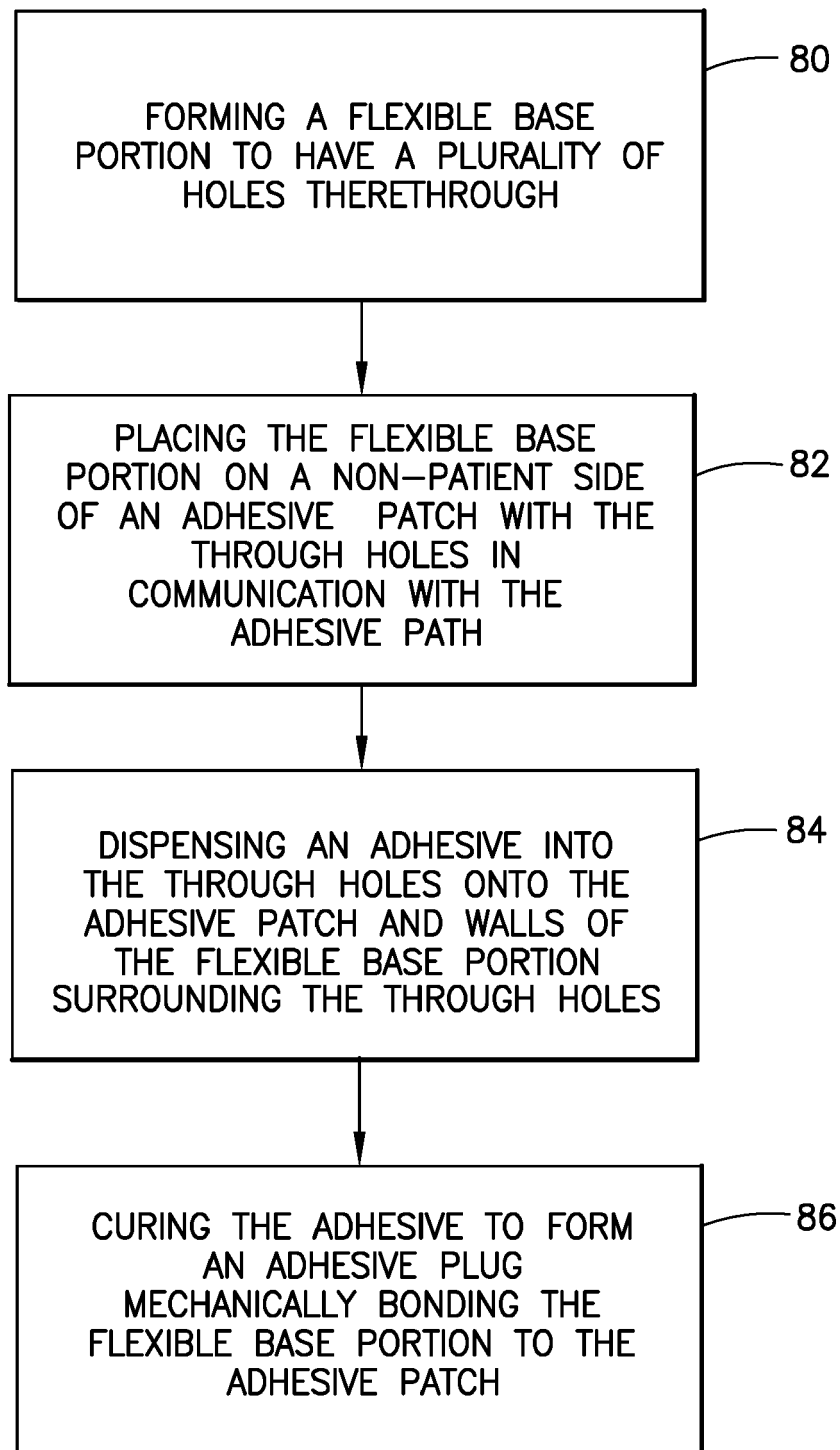 FORMING A FLEXIBLE BASE
PORTION TO HAVE A PLURALITY OF
HOLES THERETHROUGH
80
PLACING THE FLEXIBLE BASE
PORTION ON A NON-PATIENT SIDE
OF AN ADHESIVE PATCH WITH THE
THROUGH HOLES IN
COMMUNICATION WITH THE
ADHESIVE PATH
82
DISPENSING AN ADHESIVE INTO
THE THROUGH HOLES ONTO THE
ADHESIVE PATCH AND WALLS OF
THE FLEXIBLE BASE PORTION
SURROUNDING THE THROUGH HOLES
84
CURING THE ADHESIVE TO FORM
AN ADHESIVE PLUG
MECHANICALLY BONDING THE
FLEXIBLE BASE PORTION TO THE
ADHESIVE PATCH
86